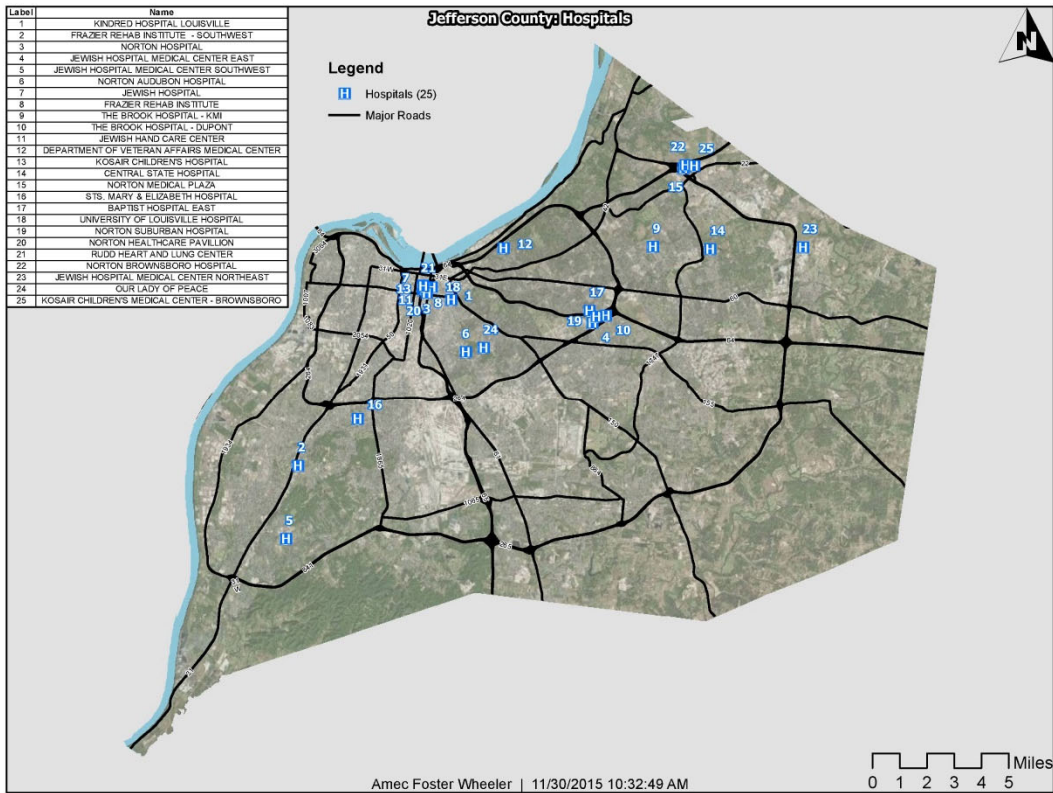 Jefferson County: Hospitals
Label Name
1 KINDRED HOSPITAL LOUISVILLE
2 FRAZIER REHAB INSTITUTE - SOUTHWEST
3 NORTON HOSPITAL
4 JEWISH HOSPITAL MEDICAL CENTER EAST
5 JEWISH HOSPITAL MEDICAL CENTER SOUTHWEST
6 NORTON AUDUBON HOSPITAL
7 JEWISH HOSPITAL
8 FRAZIER REHAB INSTITUTE
9 THE BROOK HOSPITAL - KMI
10 THE BROOK HOSPITAL - DUPONT
11 JEWISH HAND CARE CENTER
12 DEPARTMENT OF VETERAN AFFAIRS MEDICAL CENTER
13 KOSAIR CHILDREN'S HOSPITAL
14 CENTRAL STATE HOSPITAL
15 NORTON MEDICAL PLAZA
16 STS. MARY & ELIZABETH HOSPITAL
17 BAPTIST HOSPITAL EAST
18 UNIVERSITY OF LOUISVILLE HOSPITAL
19 NORTON SUBURBAN HOSPITAL
20 NORTON HEALTHCARE PAVILLION
21 RUDD HEART AND LUNG CENTER
22 NORTON BROWNSBORO HOSPITAL
23 JEWISH HOSPITAL MEDICAL CENTER NORTHEAST
24 OUR LADY OF PEACE
25 KOSAIR CHILDREN'S MEDICAL CENTER - BROWNSBORO
Legend
H Hospitals (25)
Major Roads
N
22 25
H H
15
12
H
9
H
14
H
23
H
21
7
13
11
20 3 8
18
1
H H
H
17
H
19
H
10
4
6
H
24
H
16
H
2
H
5
H
31W
1934
1931
2054
1865
1065
Miles
0 1 2 3 4 5
Amec Foster Wheeler | 11/30/2015 10:32:49 AM